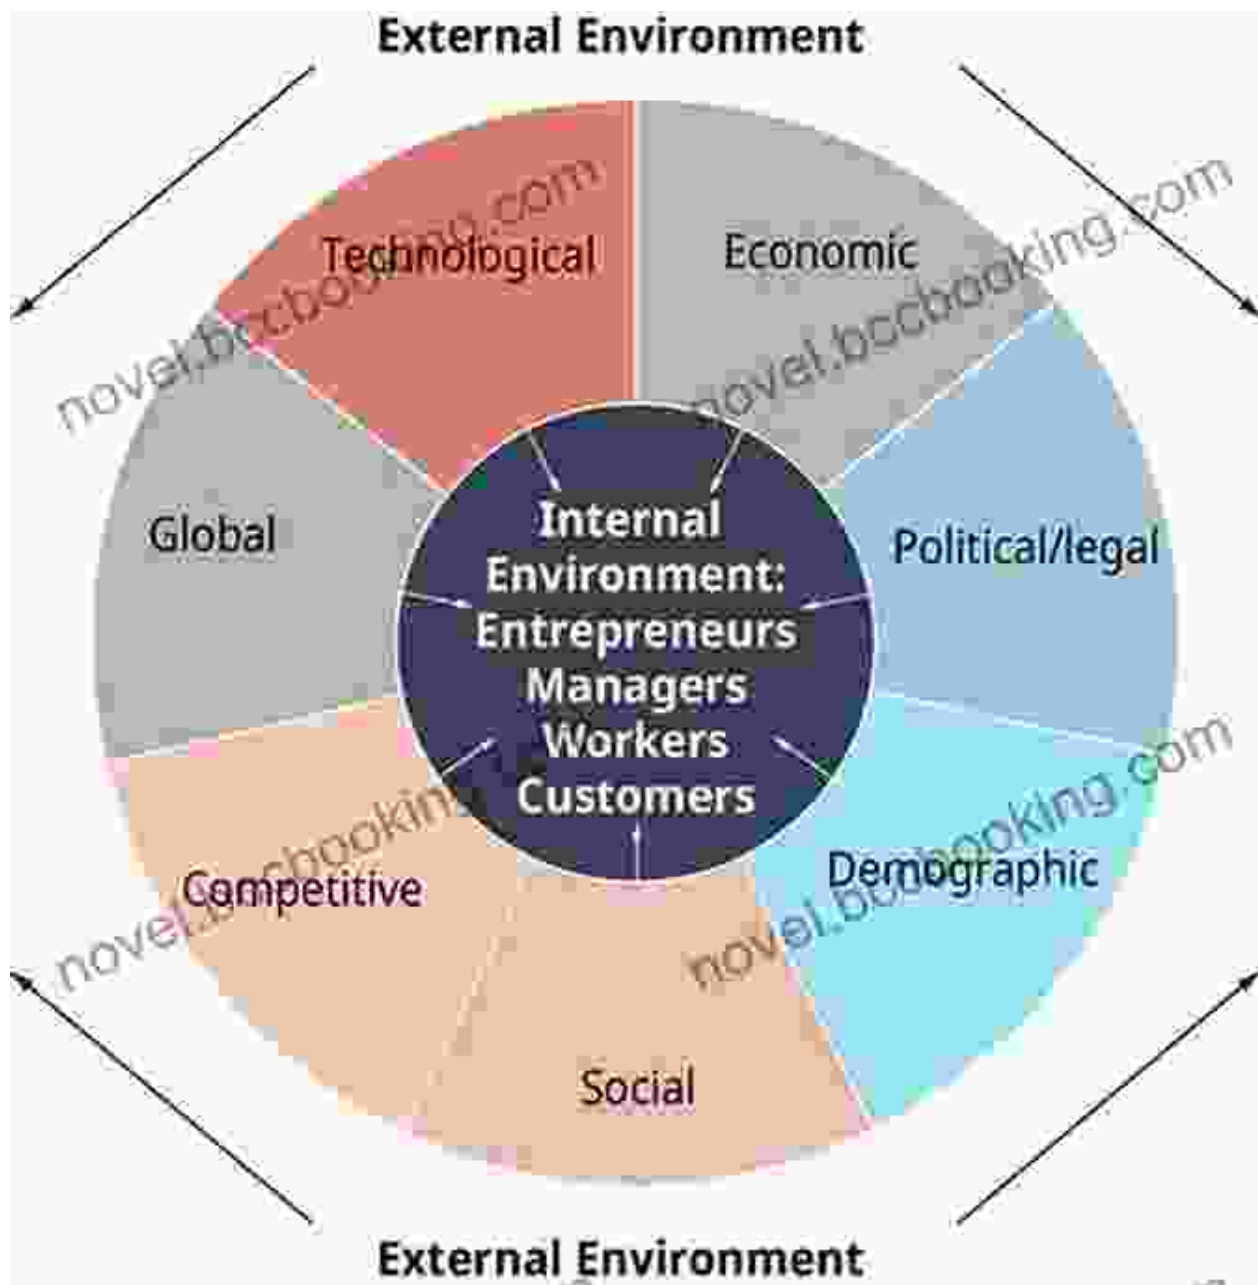 External Environment
Technological
Economic
Global
Political/legal
Internal
Environment:
Entrepreneurs
Managers
Workers
Customers
Competitive
Demographic
Social
External Environment
novel.bccbooking.com
novel.bccbooking.com
novel.bccbooking.com
novel.bccbooking.com